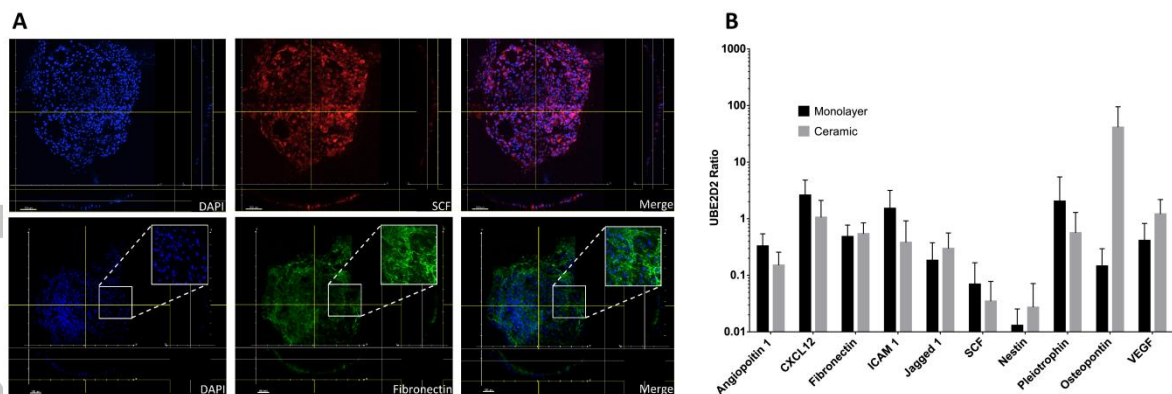 A
DAPI
SCF
Merge
DAPI
Fibronectin
Merge
B
UBE2D2 Ratio
1000
100
10
1
0.1
0.01
Monolayer
Ceramic
Angiopoitin 1
CXCL12
Fibronectin
ICAM 1
Jagged 1
SCF
Nestin
Pleiotrophin
Osteopontin
VEGF